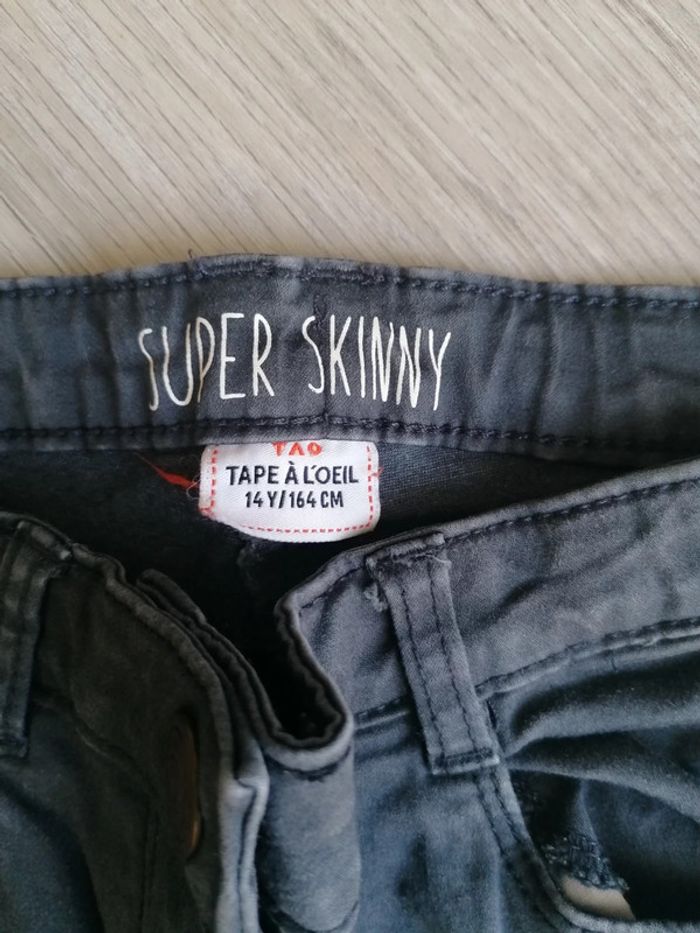 SUPER SKINNY
TAO
TAPE À L'OEIL
14 Y/164 CM